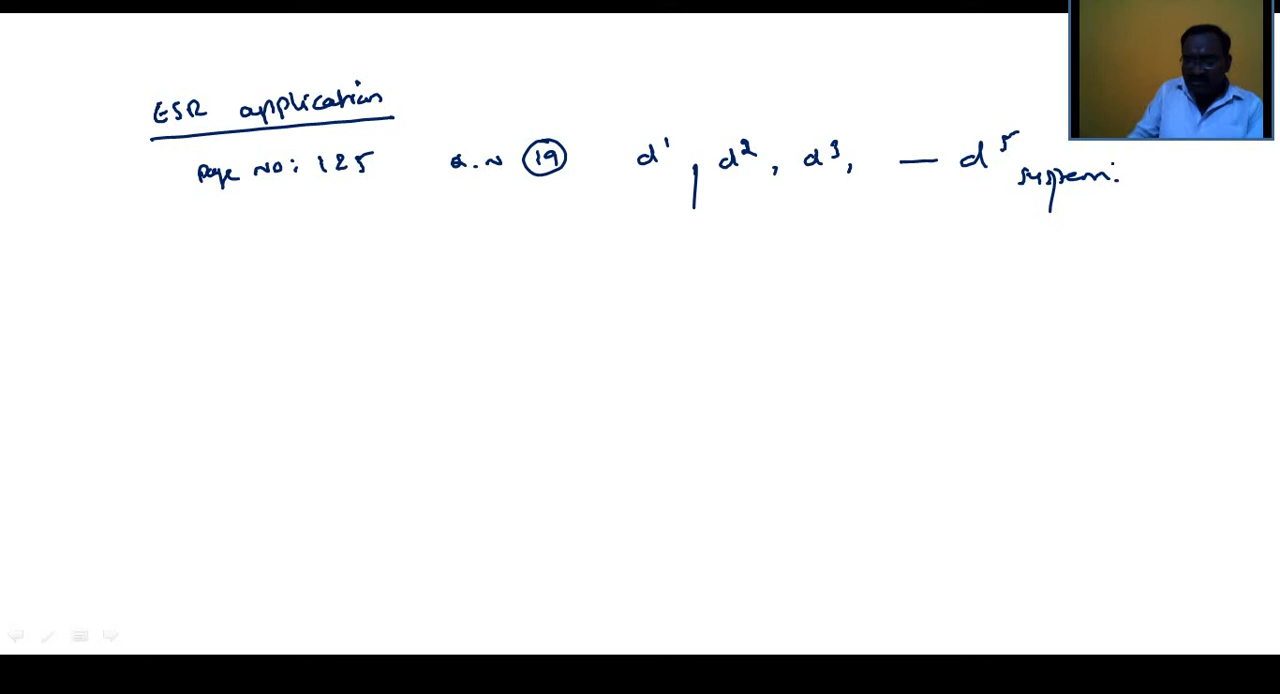 ESR application
Page No: 125 Q.N 19 d¹, d², d³, — d⁵ system: